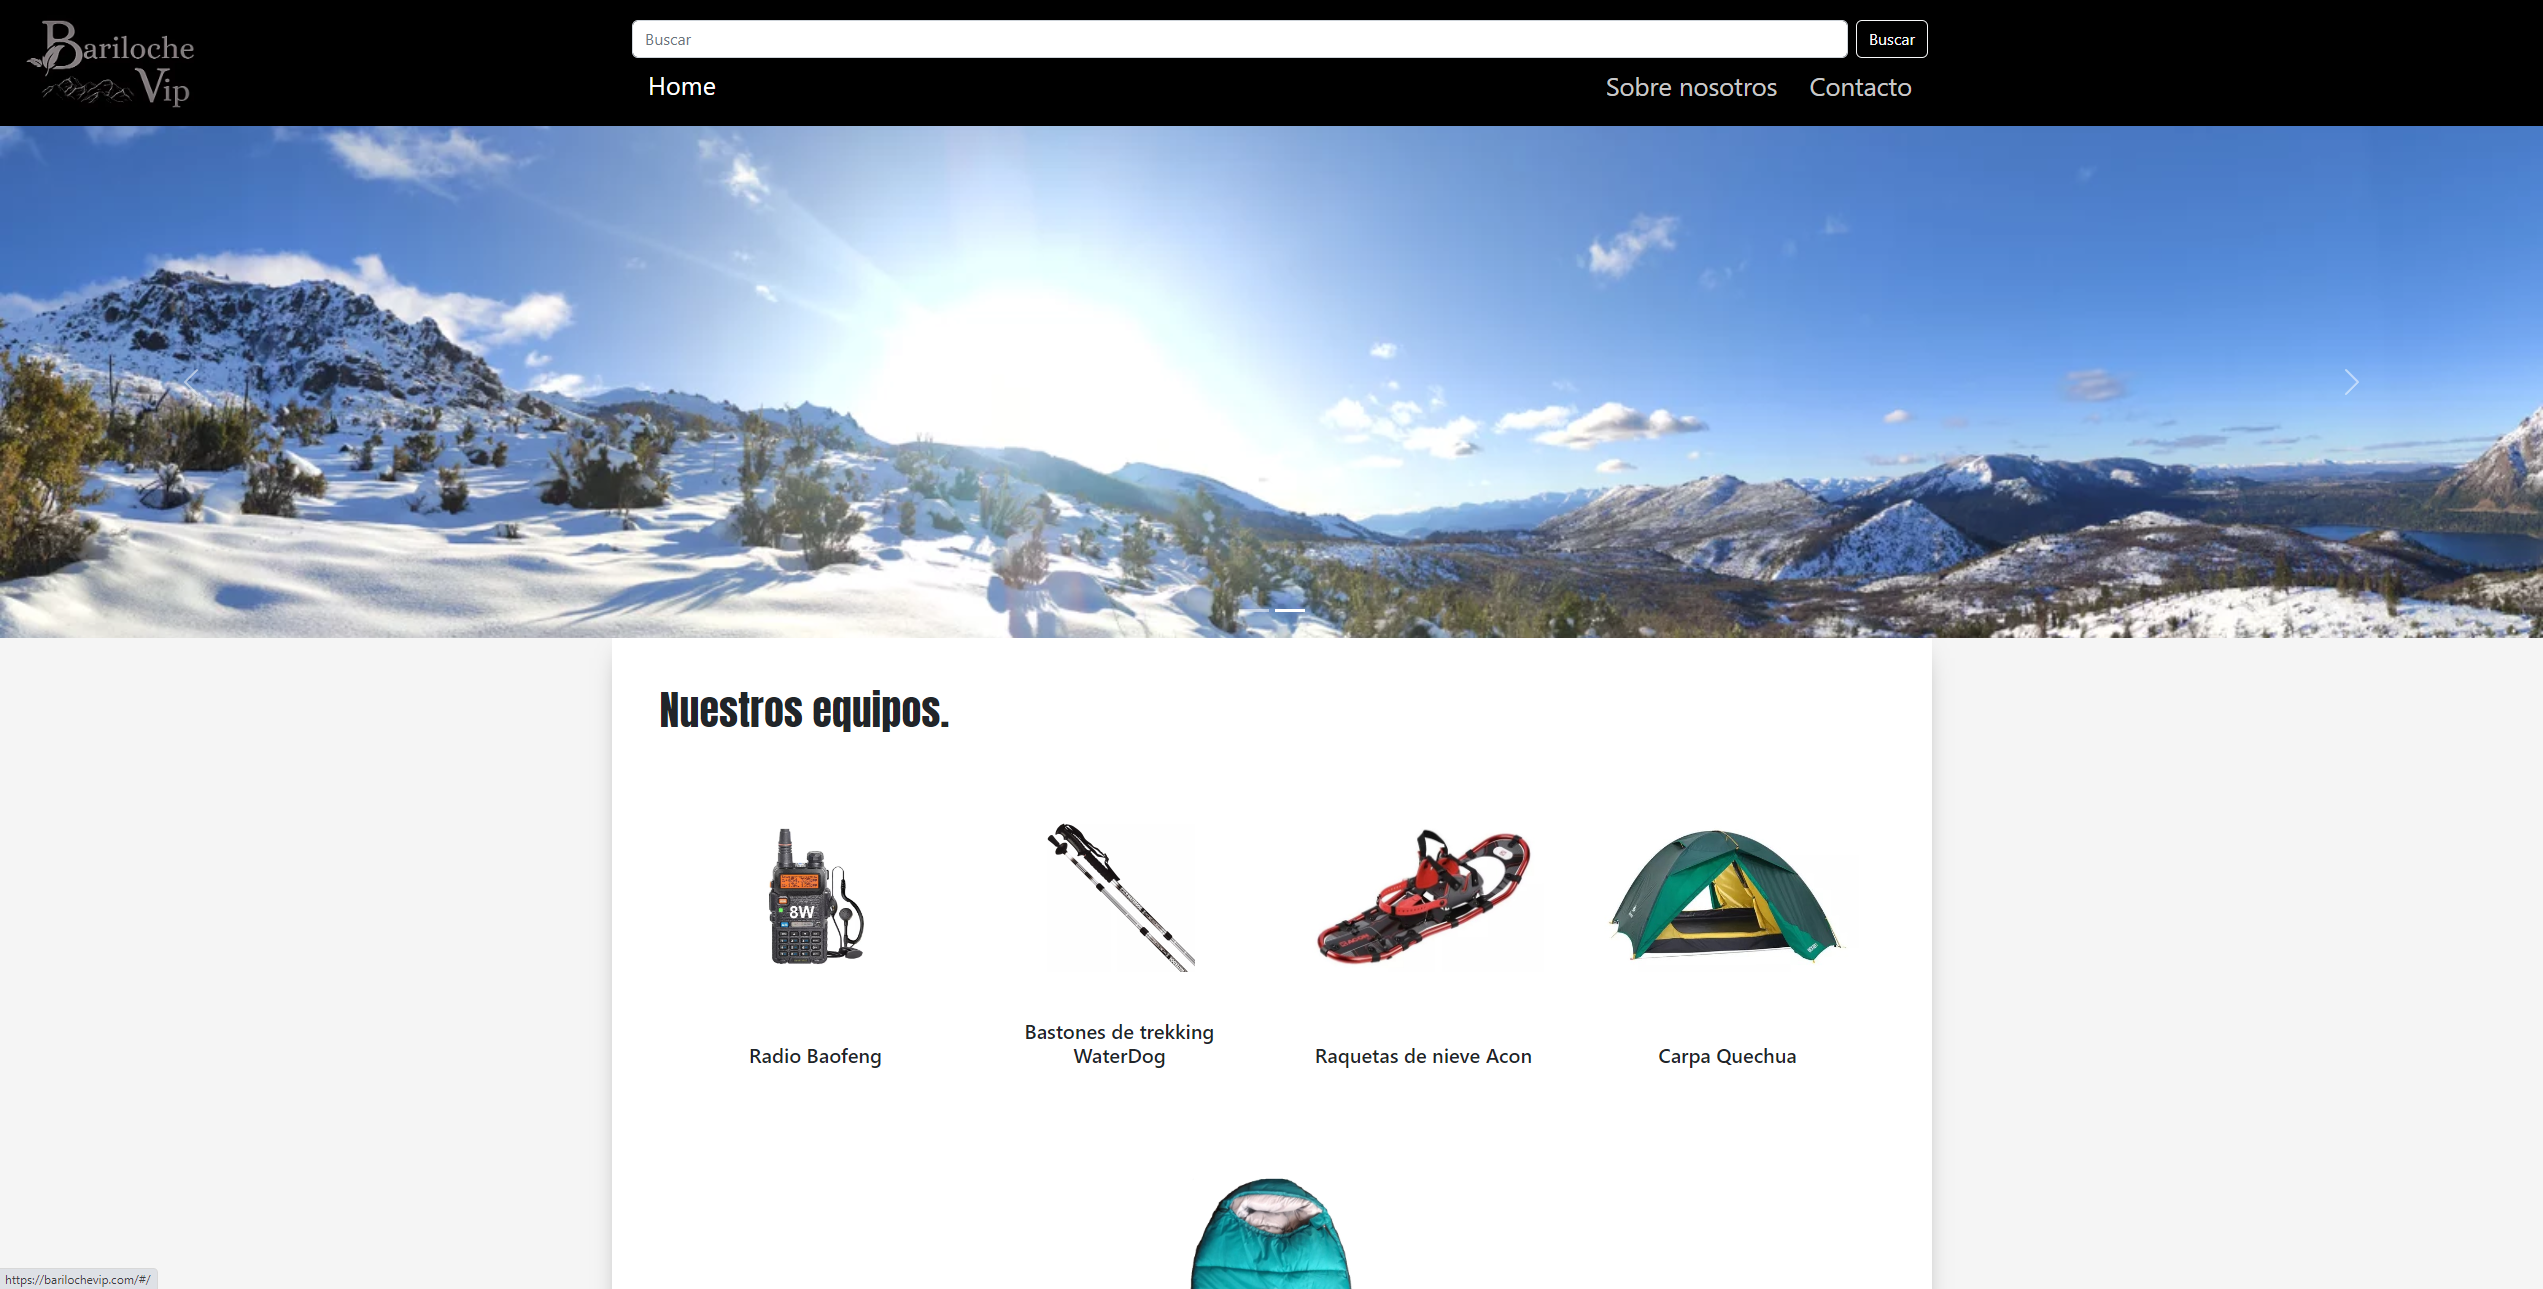 Bariloche
Vip
Buscar
Buscar
Home
Sobre nosotros
Contacto
Nuestros equipos.
8W
Radio Baofeng
Bastones de trekking
WaterDog
Raquetas de nieve Acon
Carpa Quechua
https://barilochevip.com/#/